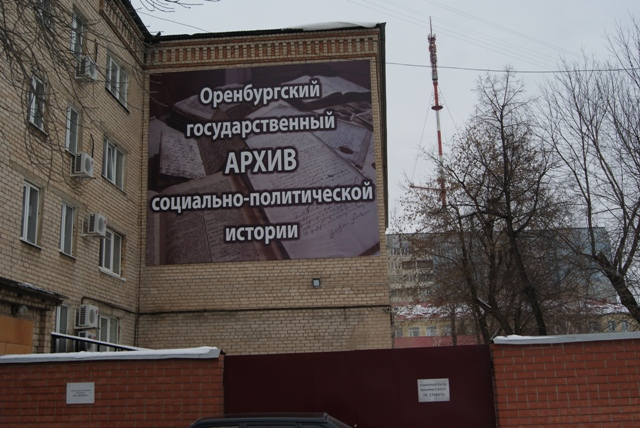 Оренбургский
государственный
АРХИВ
социально-политической
истории